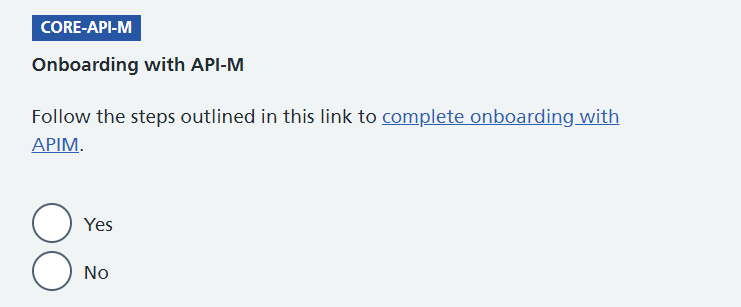 CORE-API-M
Onboarding with API-M
Follow the steps outlined in this link to complete onboarding with
APIM.
Yes
No